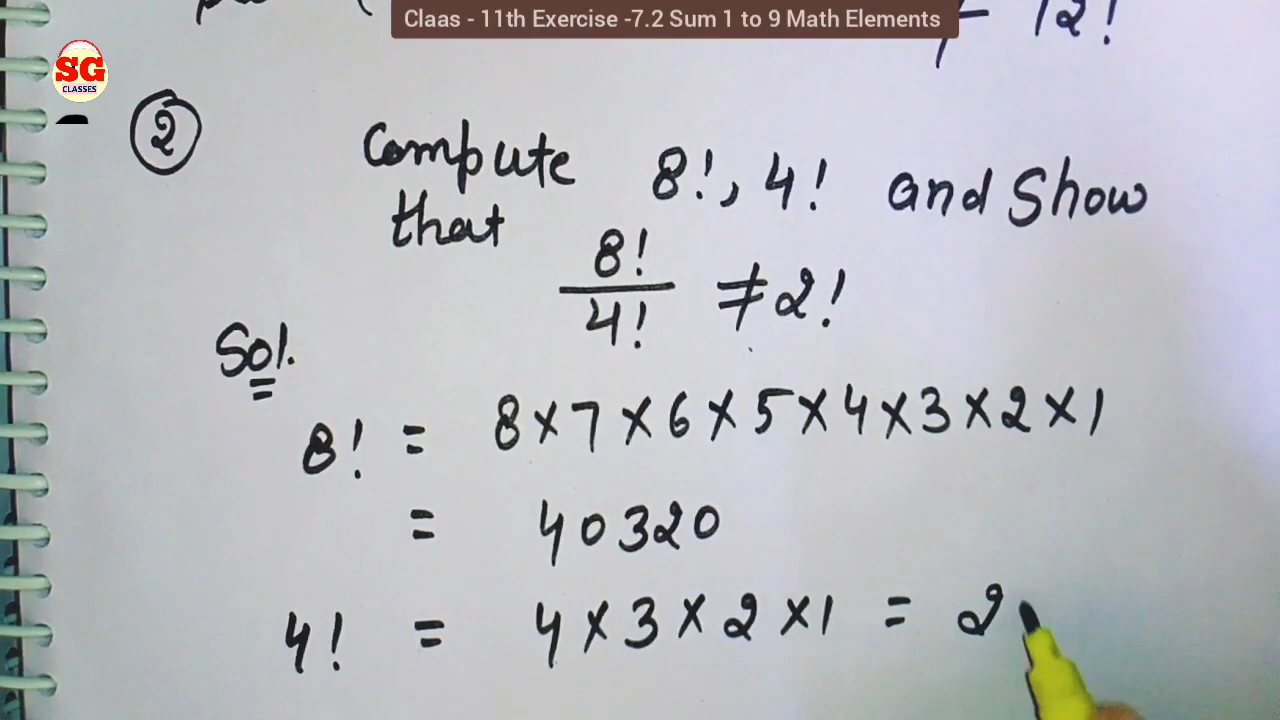 Claas - 11th Exercise -7.2 Sum 1 to 9 Math Elements
12!
SG
CLASSES
2
Compute 8!, 4! and Show
that
8!
4!
≠ 2!
Sol.
8! = 8×7×6×5×4×3×2×1
= 40320
4! = 4×3×2×1 = 2